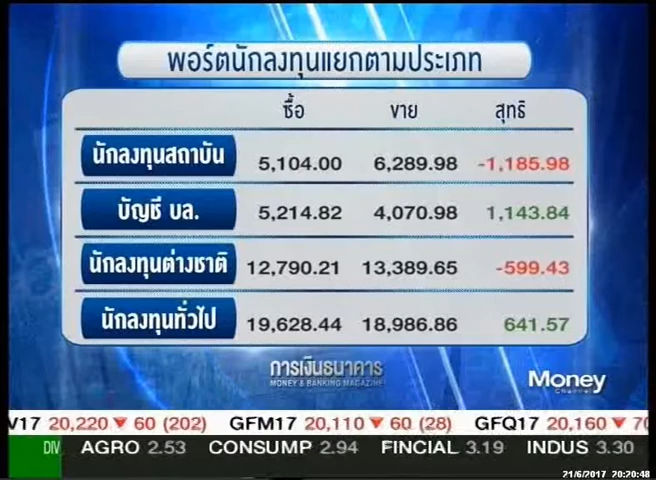 พอร์ตนักลงทุนแยกตามประเภท
ซื้อ ขาย สุทธิ
นักลงทุนสถาบัน 5,104.00 6,289.98 -1,185.98
บัญชี บล. 5,214.82 4,070.98 1,143.84
นักลงทุนต่างชาติ 12,790.21 13,389.65 -599.43
นักลงทุนทั่วไป 19,628.44 18,986.86 641.57
การเงินธนาคาร
MONEY & BANKING MAGAZINE
Money
Channel
V17 20,220 ▼ 60 (202) GFM17 20,110 ▼ 60 (28) GFQ17 20,160 ▼ 70
DIV AGRO 2.53 CONSUMP 2.94 FINCIAL 3.19 INDUS 3.30
21/6/2017 20:20:48